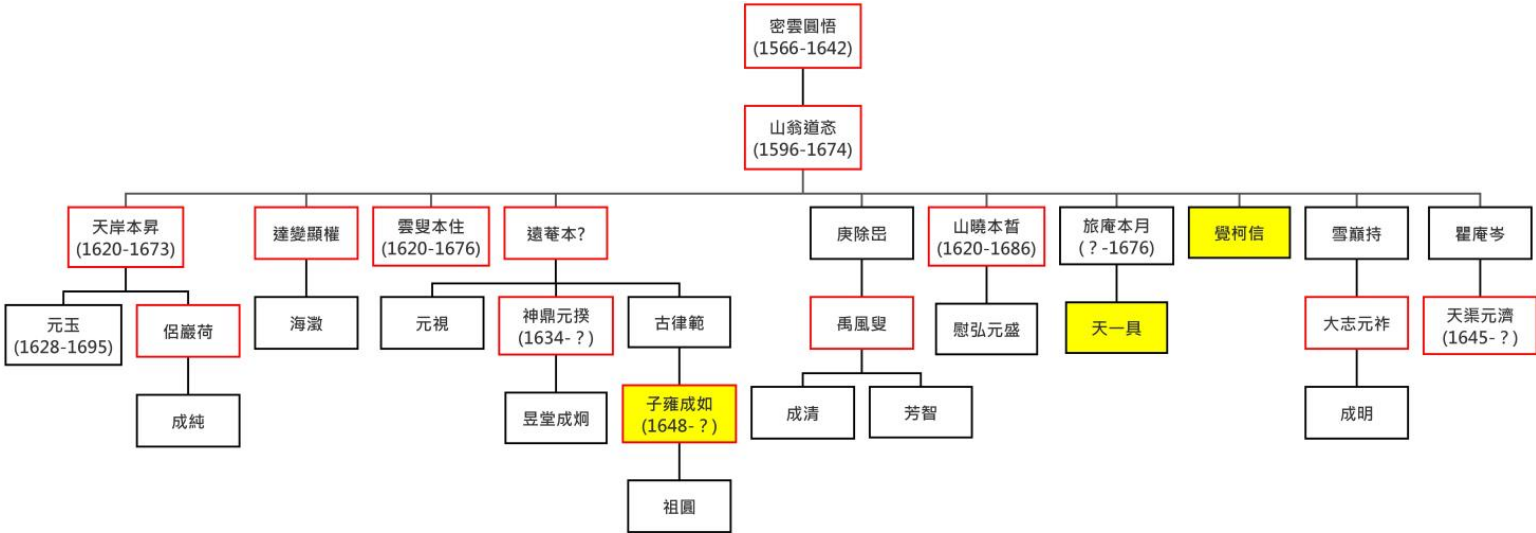 密雲圓悟
(1566-1642)
山翁道忞
(1596-1674)
天岸本昇
(1620-1673)
達變顯權
雲叟本住
(1620-1676)
遠菴本?
庚除嵒
山曉本晳
(1620-1686)
旅庵本月
(？-1676)
覺柯信
雪巔持
瞿庵岑
元玉
(1628-1695)
侶巖荷
海澂
元視
神鼎元揆
(1634-？)
古律範
禹風叟
慰弘元盛
天一具
大志元祚
天渠元濟
(1645-？)
成純
昱堂成炯
子雍成如
(1648-？)
成清
芳智
成明
祖圓